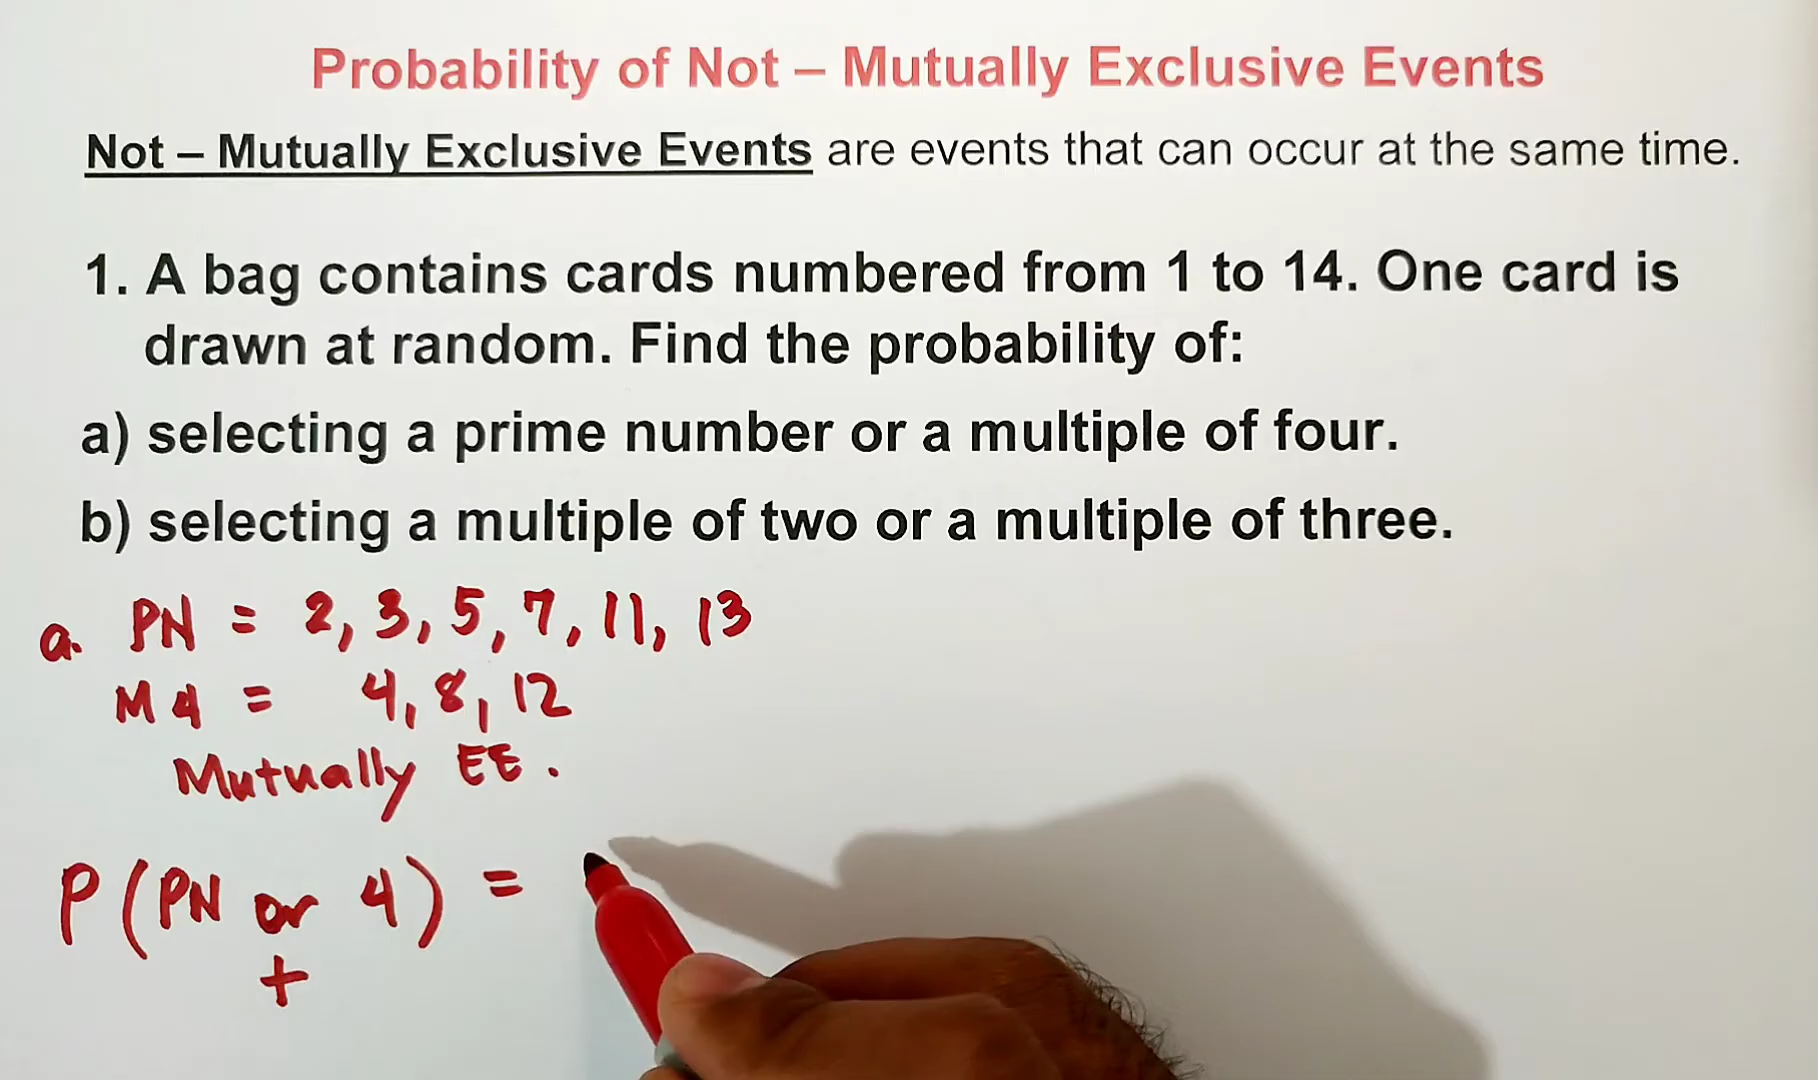 Probability of Not – Mutually Exclusive Events
Not – Mutually Exclusive Events are events that can occur at the same time.
1. A bag contains cards numbered from 1 to 14. One card is
drawn at random. Find the probability of:
a) selecting a prime number or a multiple of four.
b) selecting a multiple of two or a multiple of three.
a. PN = 2, 3, 5, 7, 11, 13
M4 = 4, 8, 12
Mutually EE.
P(PN or 4) =
+